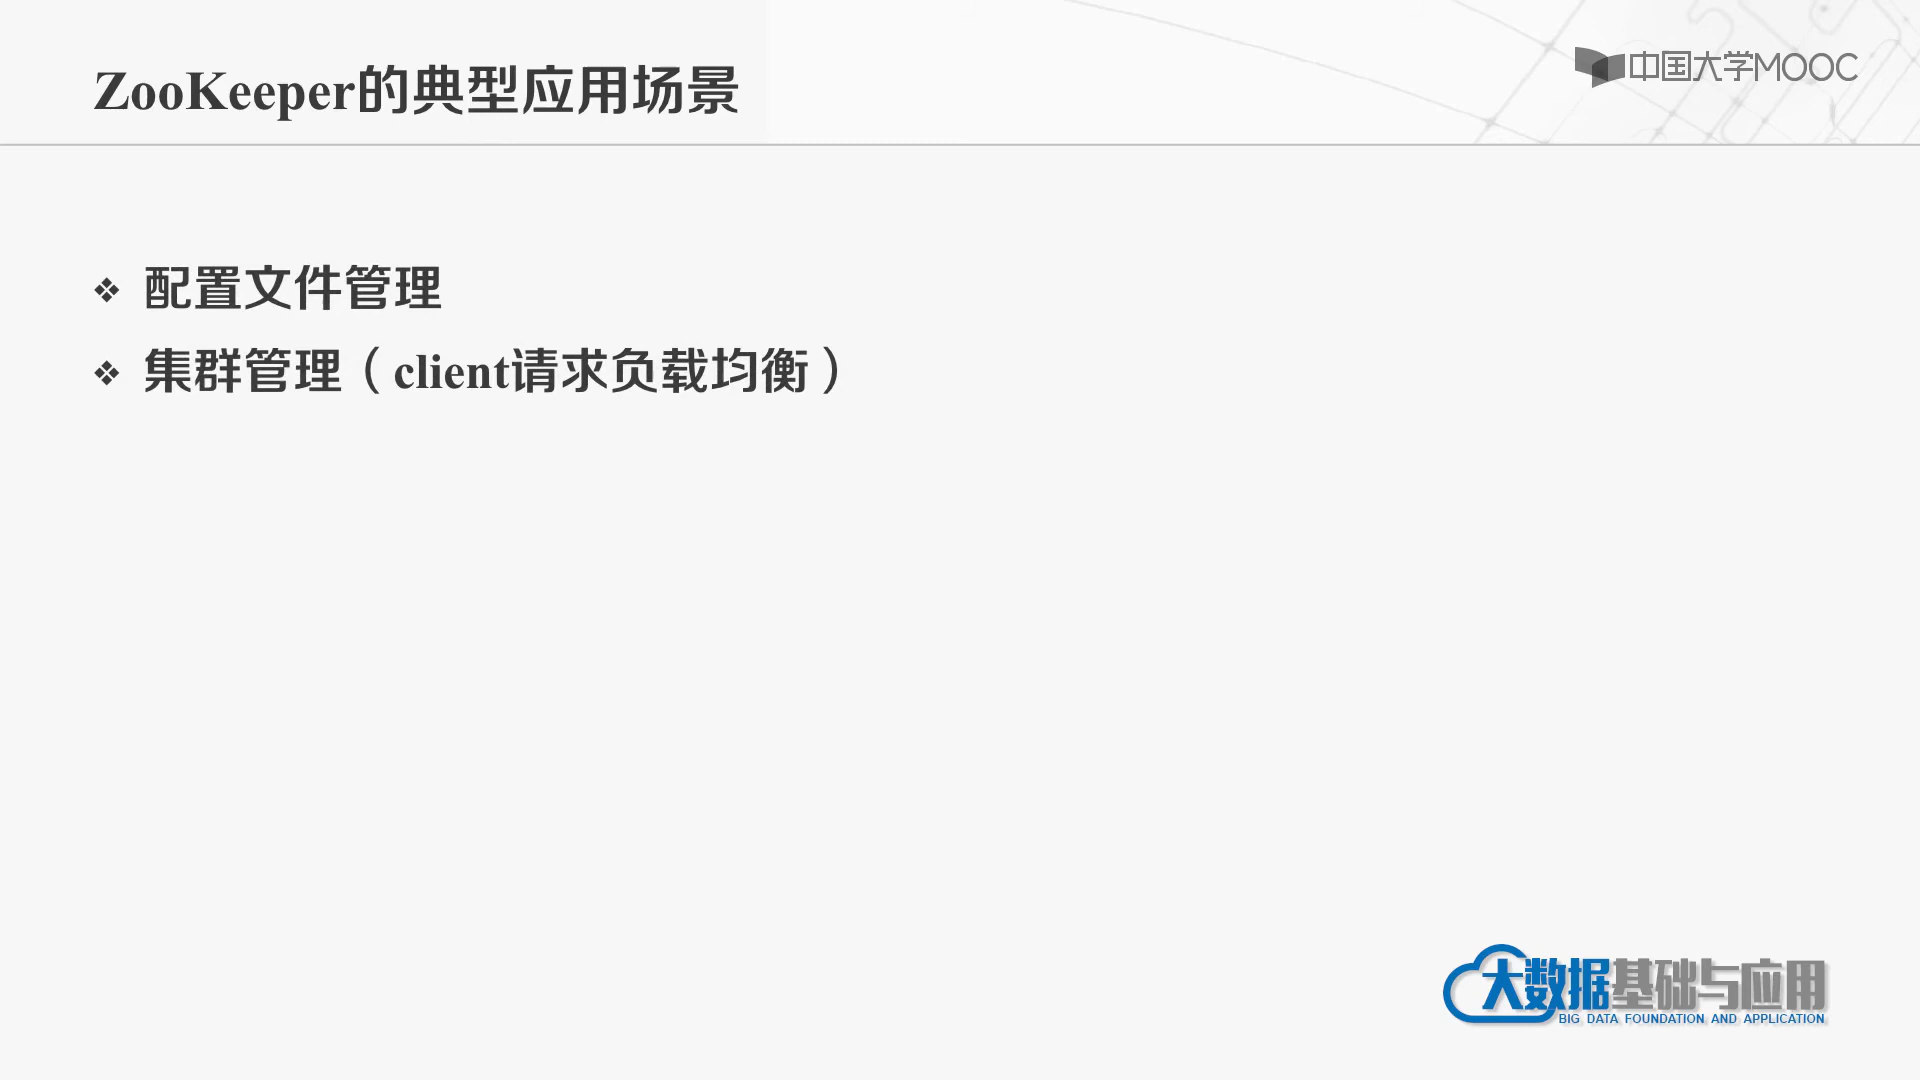 ZooKeeper的典型应用场景
中国大学MOOC
❖ 配置文件管理
❖ 集群管理（client请求负载均衡）
大数据基础与应用
BIG DATA FOUNDATION AND APPLICATION